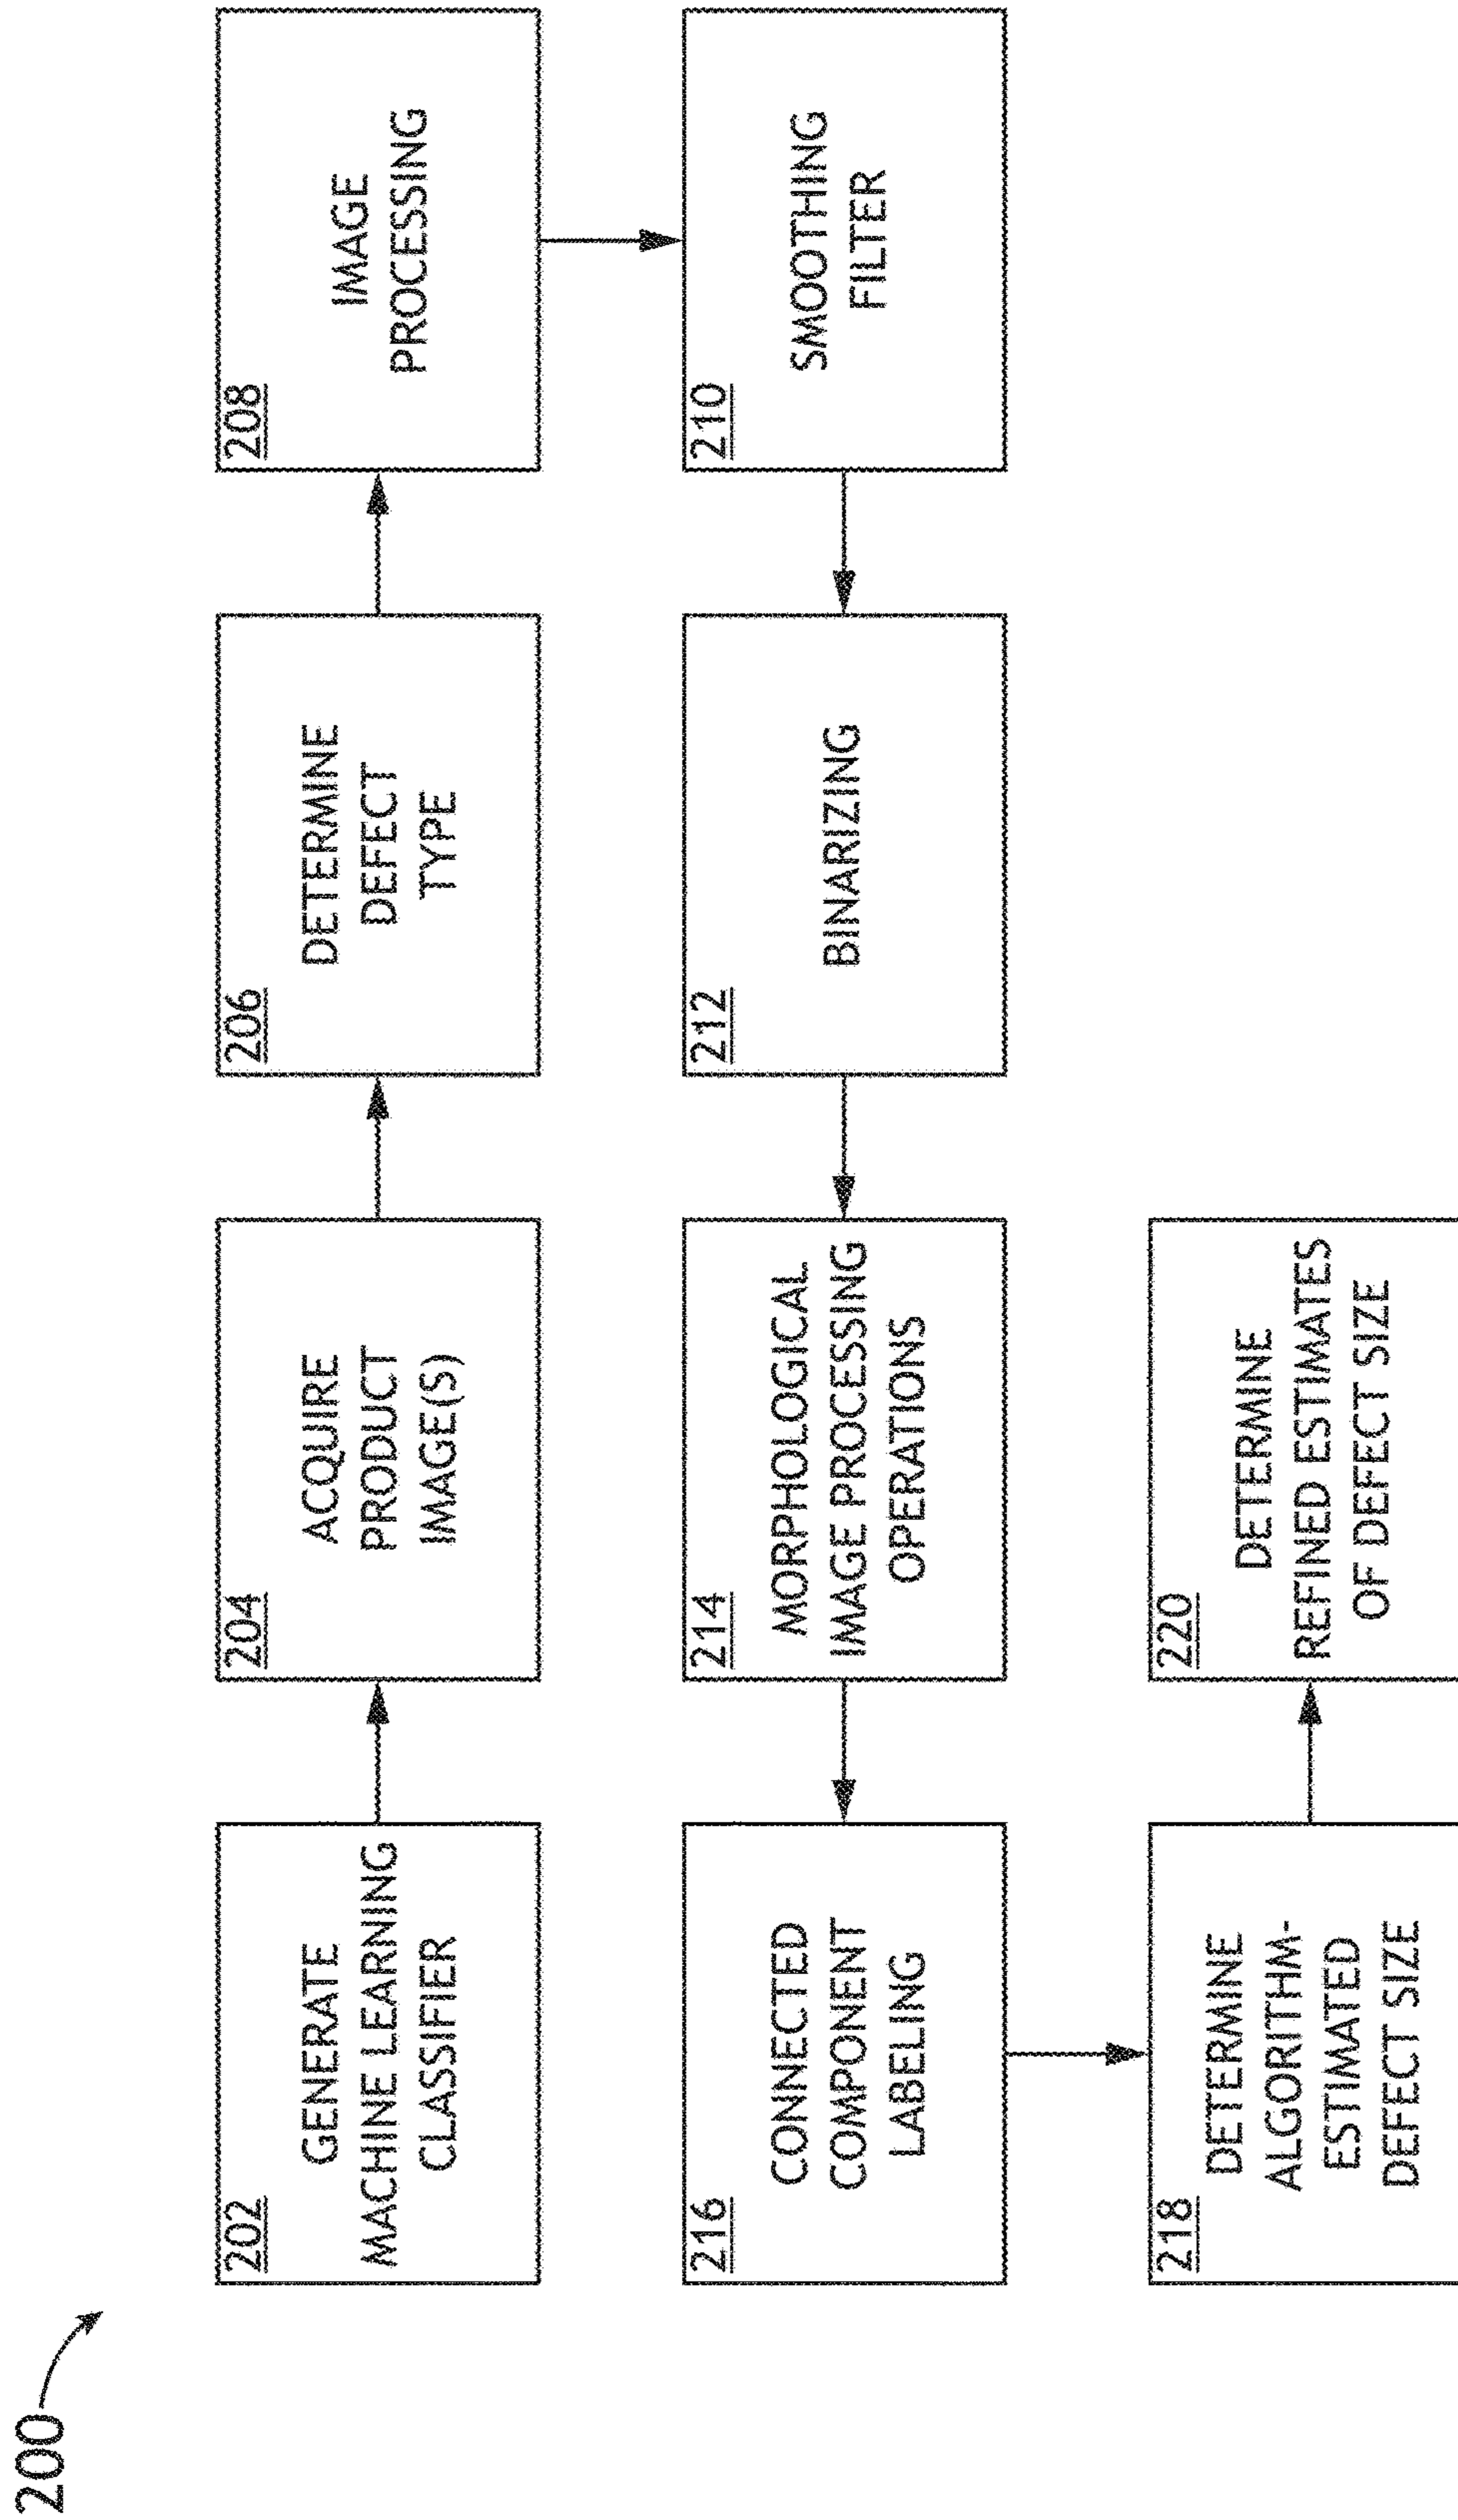 200
202
GENERATE
MACHINE LEARNING
CLASSIFIER
204
ACQUIRE
PRODUCT
IMAGE(S)
206
DETERMINE
DEFECT
TYPE
208
IMAGE
PROCESSING
210
SMOOTHING
FILTER
212
BINARIZING
214
MORPHOLOGICAL
IMAGE PROCESSING
OPERATIONS
216
CONNECTED
COMPONENT
LABELING
218
DETERMINE
ALGORITHM-
ESTIMATED
DEFECT SIZE
220
DETERMINE
REFINED ESTIMATES
OF DEFECT SIZE